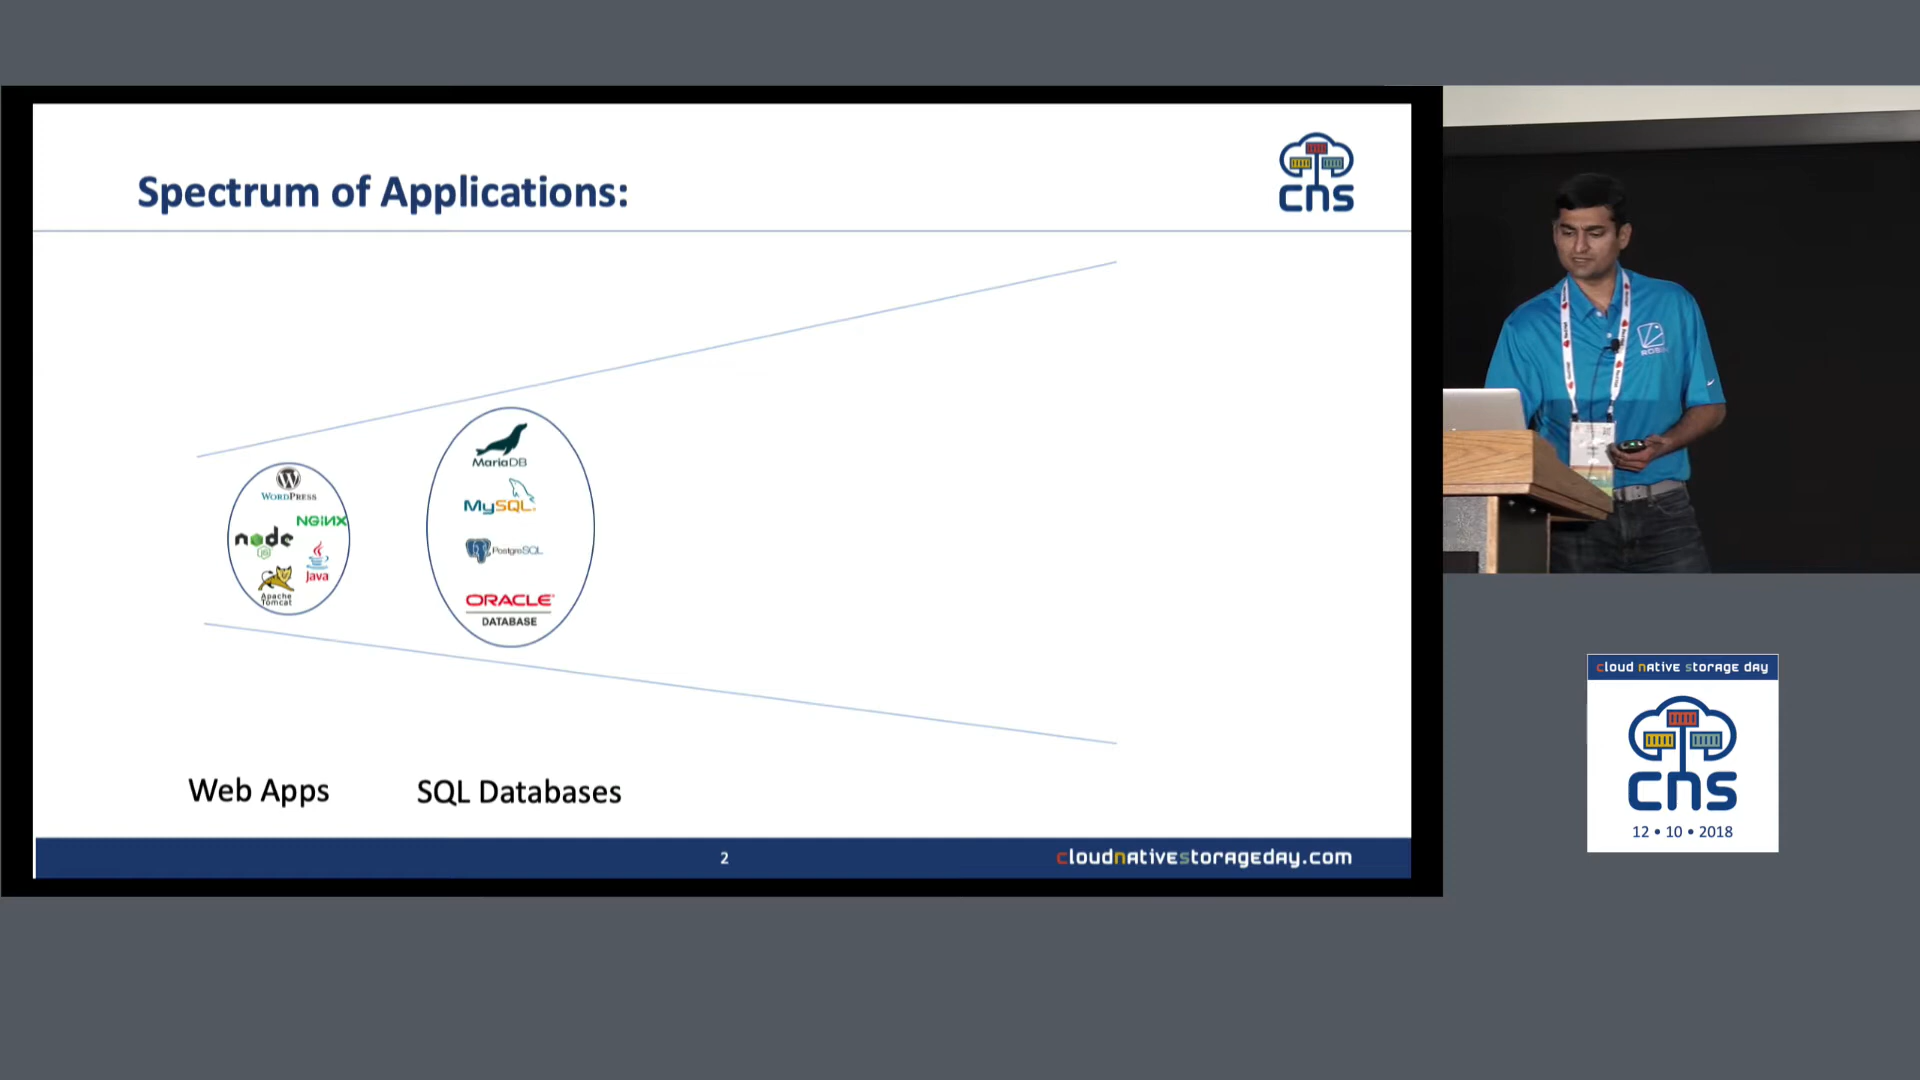 Spectrum of Applications:
cns
WORDPRESS
NGiNX
node
JS
Java
Apache
Tomcat
MariaDB
MySQL
PostgreSQL
ORACLE
DATABASE
Web Apps
SQL Databases
2
cloudnativestorageday.com
cloud native storage day
cns
12 • 10 • 2018